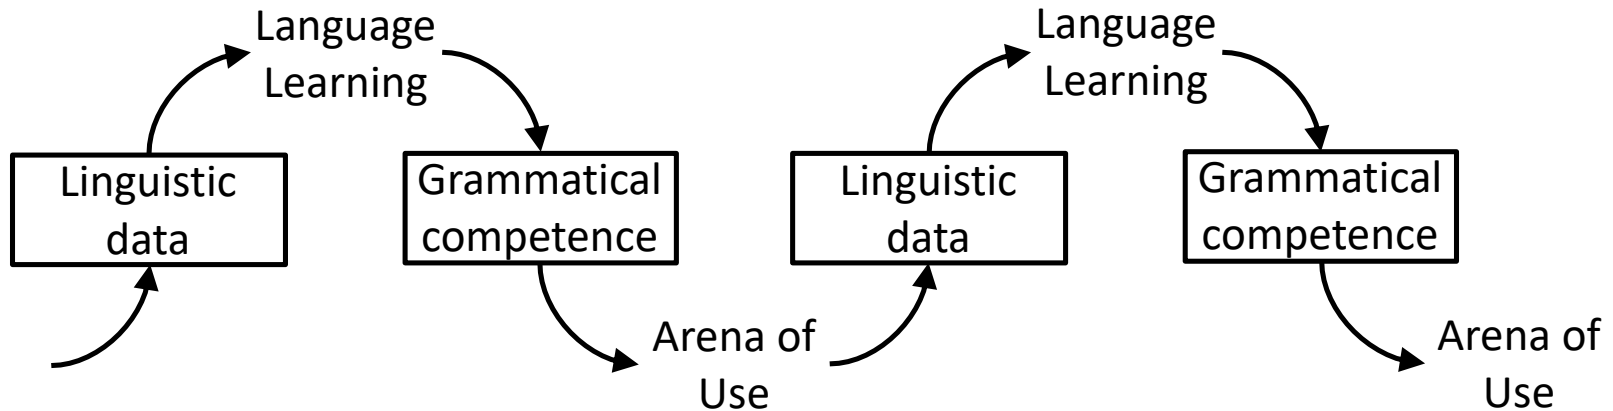 Language
Learning
Language
Learning
Linguistic
data
Grammatical
competence
Linguistic
data
Grammatical
competence
Arena of
Use
Arena of
Use